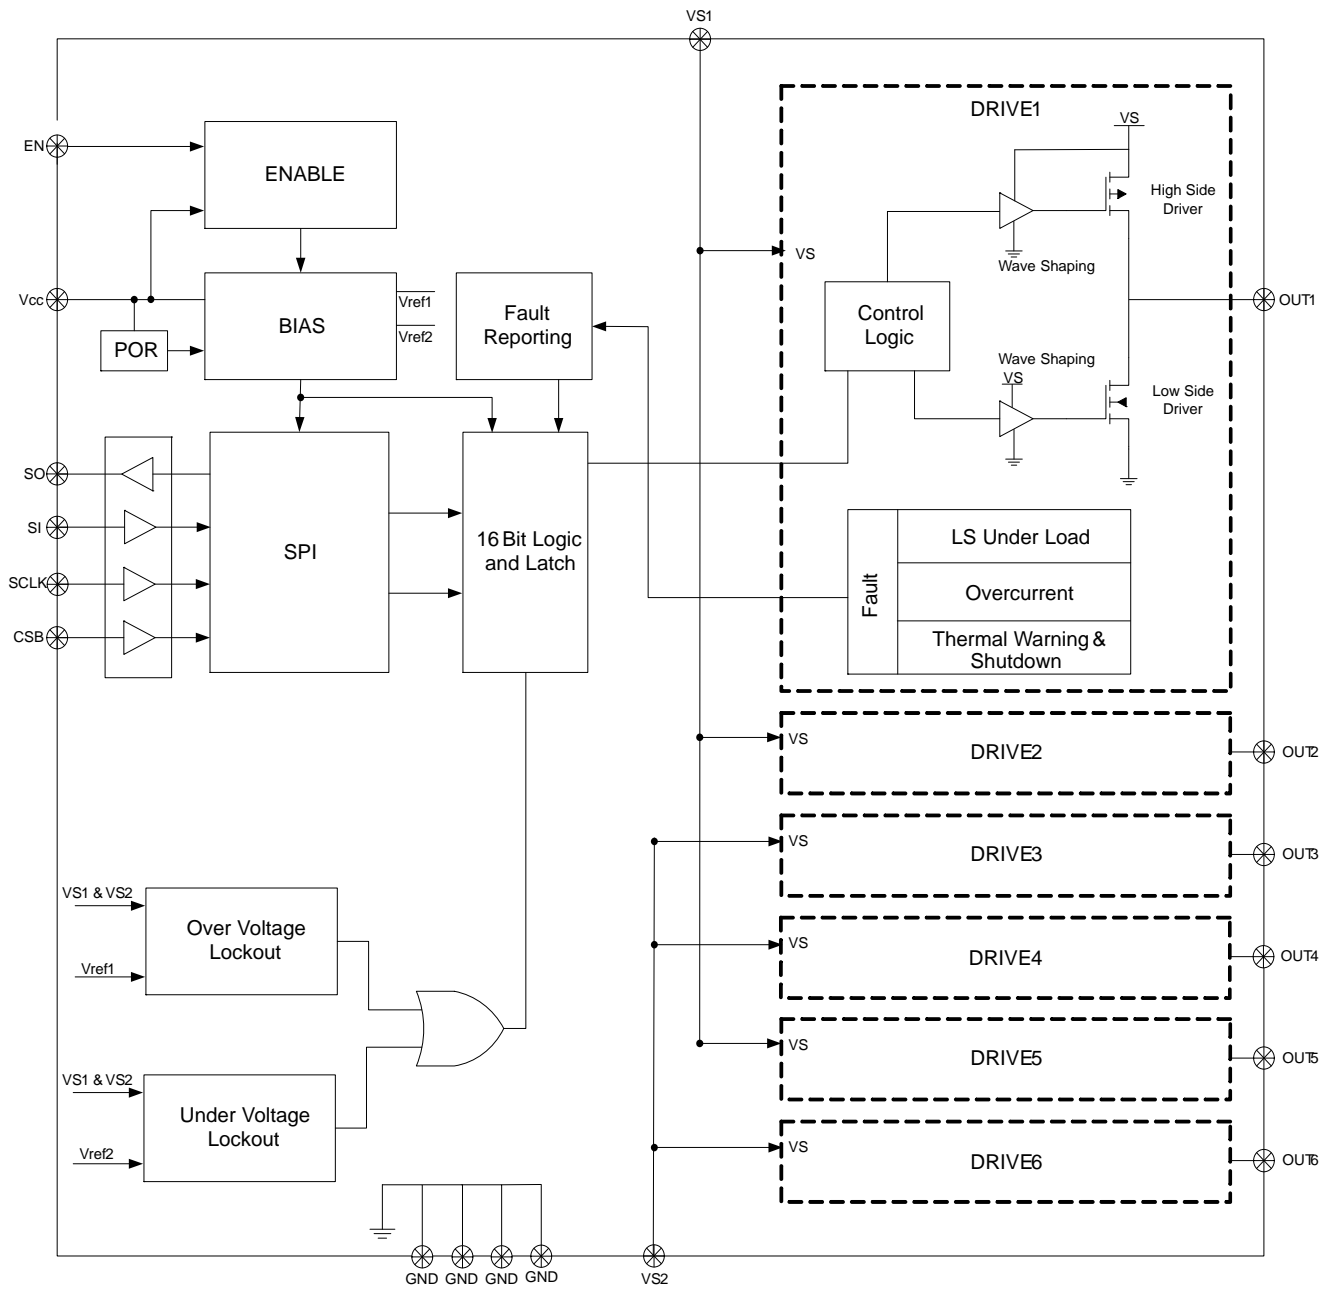 VS1
DRIVE1
VS
EN
ENABLE
High Side
Driver
VS
Wave Shaping
Vcc
Vref1
Fault
Reporting
Control
Logic
OUT1
BIAS
Vref2
POR
Wave Shaping
VS
Low Side
Driver
SO
SI
SPI
16 Bit Logic
and Latch
LS Under Load
SCLK
Fault
Overcurrent
CSB
Thermal Warning &
Shutdown
VS
DRIVE2
OUT2
VS
DRIVE3
OUT3
VS1 & VS2
Over Voltage
Lockout
Vref1
VS
DRIVE4
OUT4
VS
DRIVE5
OUT5
VS1 & VS2
Under Voltage
Lockout
Vref2
VS
DRIVE6
OUT6
GND
GND
GND
GND
VS2